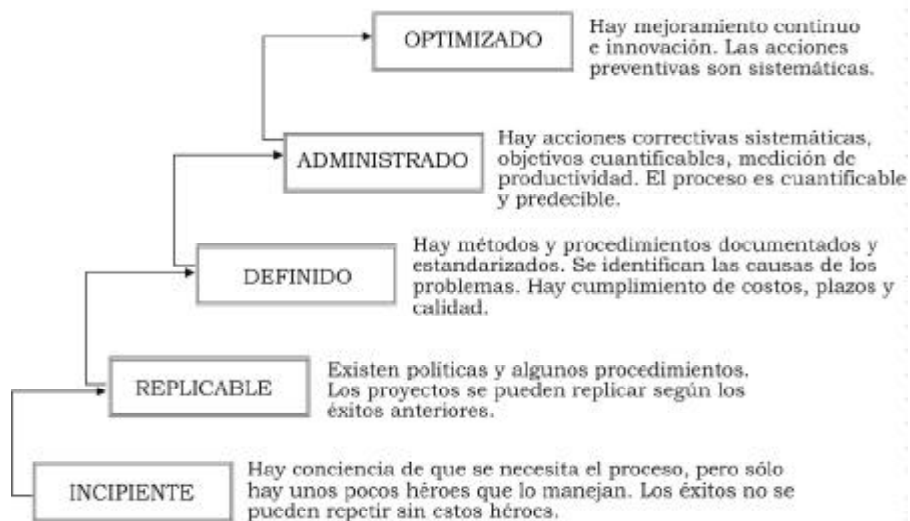 OPTIMIZADO
Hay mejoramiento continuo
e innovación. Las acciones
preventivas son sistemáticas.
ADMINISTRADO
Hay acciones correctivas sistemáticas,
objetivos cuantificables, medición de
productividad. El proceso es cuantificable
y predecible.
DEFINIDO
Hay métodos y procedimientos documentados y
estandarizados. Se identifican las causas de los
problemas. Hay cumplimiento de costos, plazos y
calidad.
REPLICABLE
Existen políticas y algunos procedimientos.
Los proyectos se pueden replicar según los
éxitos anteriores.
INCIPIENTE
Hay conciencia de que se necesita el proceso, pero sólo
hay unos pocos héroes que lo manejan. Los éxitos no se
pueden repetir sin estos héroes.